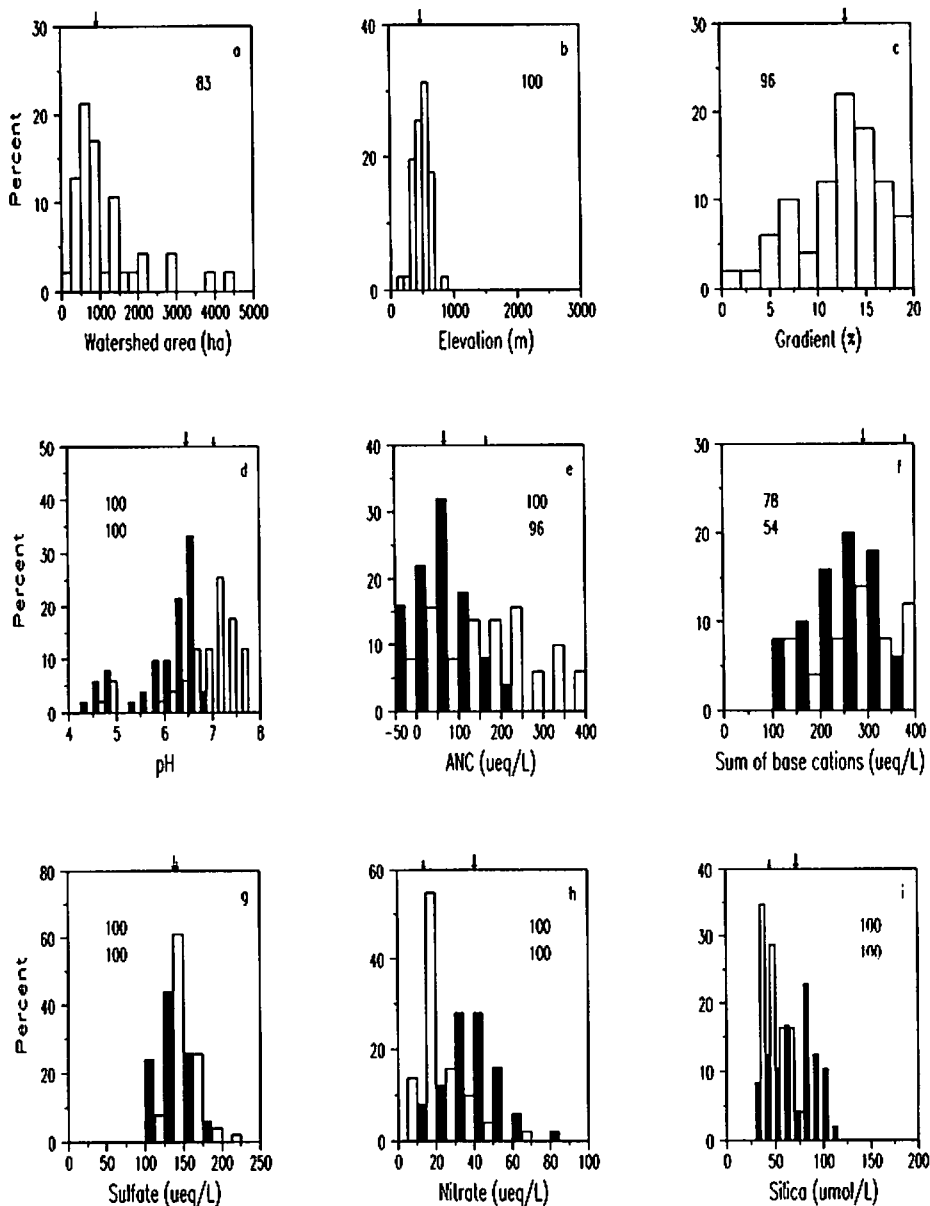 30
a
83
20
10
0
Percent
0 1000 2000 3000 4000 5000
Watershed area (ha)
40
b
100
20
0
0 1000 2000 3000
Elevation (m)
30
c
96
20
10
0
0 5 10 15 20
Gradient (%)
50
d
40
100
100
30
20
10
0
Percent
4 5 6 7 8
pH
40
e
100
96
30
20
10
0
-50 0 100 200 300 400
ANC (ueq/L)
30
f
78
54
20
10
0
0 100 200 300 400
Sum of base cations (ueq/L)
80
g
100
100
60
40
20
0
Percent
0 50 100 150 200 250
Sulfate (ueq/L)
60
h
100
100
40
20
0
0 20 40 60 80 100
Nitrate (ueq/L)
40
i
100
100
30
20
10
0
0 50 100 150 200
Silica (umol/L)